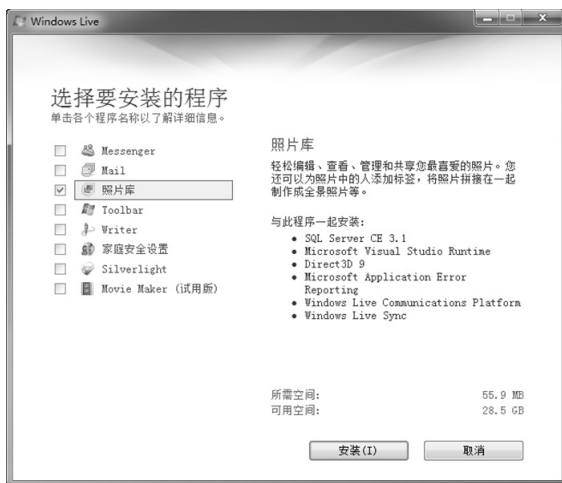 Windows Live
选择要安装的程序
单击各个程序名称以了解详细信息。
Messenger
Mail
照片库
Toolbar
Writer
家庭安全设置
Silverlight
Movie Maker (试用版)
照片库
轻松编辑、查看、管理和共享您最喜爱的照片。您
还可以为照片中的人添加标签，将照片拼接在一起
制作成全景照片等。
与此程序一起安装:
• SQL Server CE 3.1
• Microsoft Visual Studio Runtime
• Direct3D 9
• Microsoft Application Error
Reporting
• Windows Live Communications Platform
• Windows Live Sync
所需空间: 55.9 MB
可用空间: 28.5 GB
安装(I) 取消